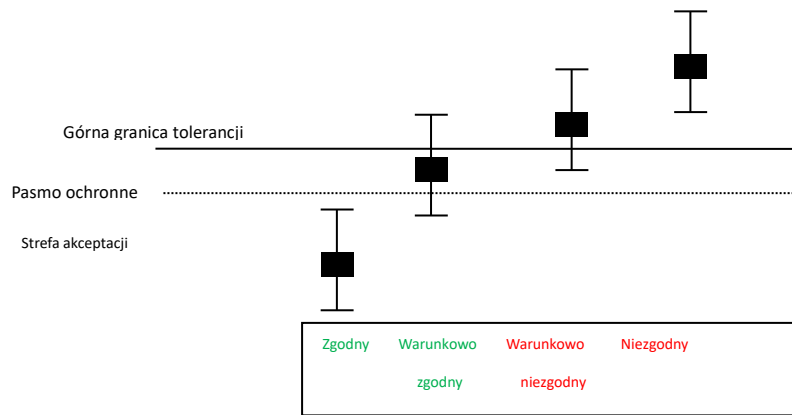 Górna granica tolerancji
Pasmo ochronne
Strefa akceptacji
Zgodny Warunkowo Warunkowo Niezgodny
zgodny niezgodny